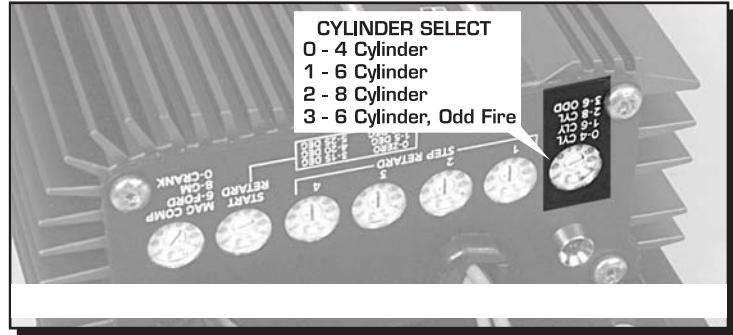 CYLINDER SELECT
0 - 4 Cylinder
1 - 6 Cylinder
2 - 8 Cylinder
3 - 6 Cylinder, Odd Fire
0-4 CYL
1-6 CLY
2-8 CYL
3-6 ODD
STEP RETARD
1
2
3
4
START
RETARD
MAG COMP
6-FORD
8-GM
0-CRANK